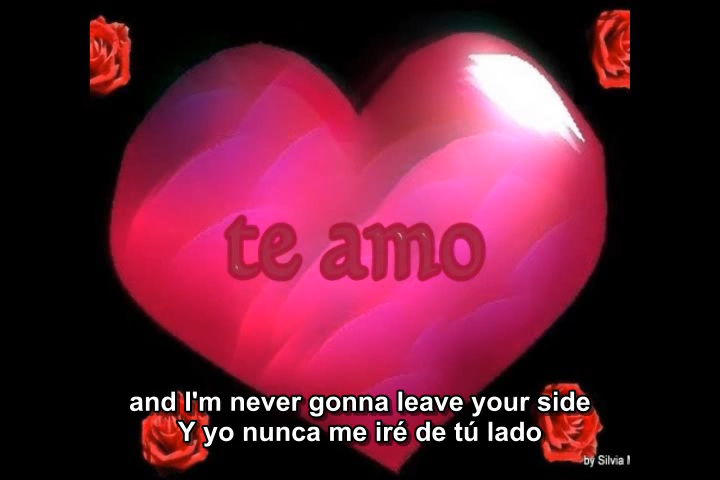 te amo
and I'm never gonna leave your side
Y yo nunca me iré de tú lado
by Silvia